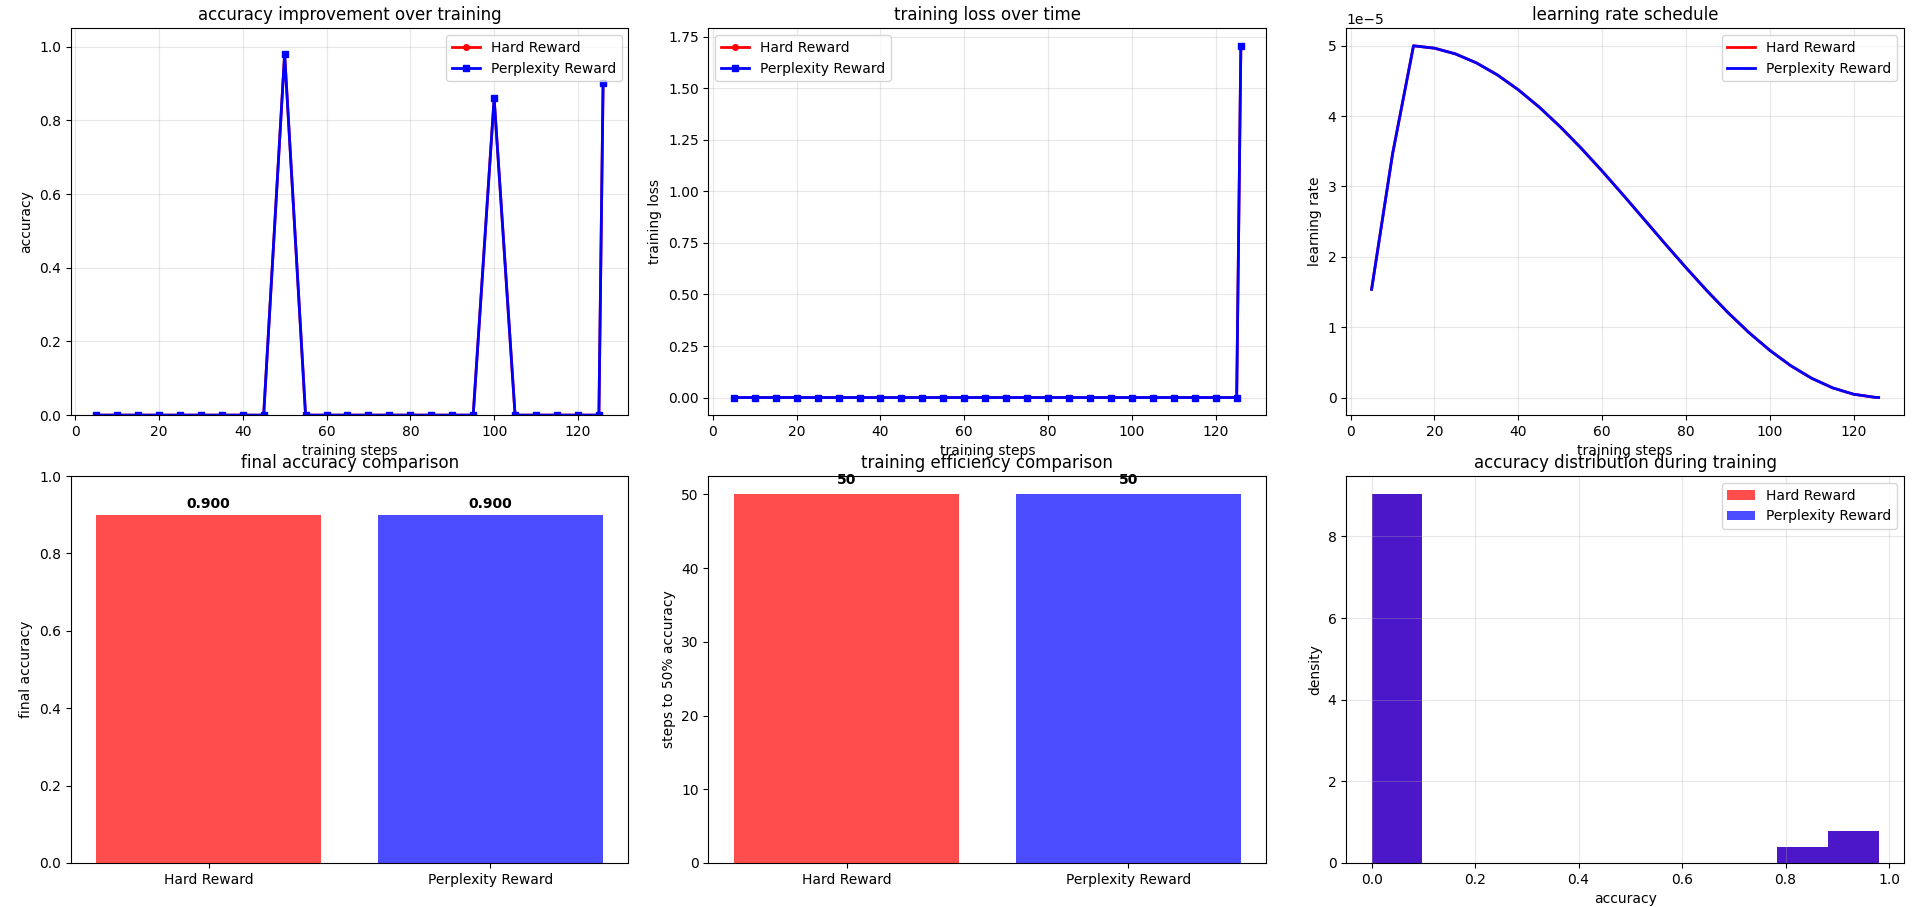 accuracy improvement over training
1.0
0.8
0.6
0.4
0.2
0.0
accuracy
Hard Reward
Perplexity Reward
0 20 40 60 80 100 120
training steps
training loss over time
1.75
1.50
1.25
1.00
0.75
0.50
0.25
0.00
training loss
Hard Reward
Perplexity Reward
0 20 40 60 80 100 120
training steps
learning rate schedule
1e−5
5
4
3
2
1
0
learning rate
Hard Reward
Perplexity Reward
0 20 40 60 80 100 120
training steps
final accuracy comparison
1.0
0.8
0.6
0.4
0.2
0.0
final accuracy
0.900 0.900
Hard Reward Perplexity Reward
training efficiency comparison
50
40
30
20
10
0
steps to 50% accuracy
50 50
Hard Reward Perplexity Reward
accuracy distribution during training
8
6
4
2
0
density
Hard Reward
Perplexity Reward
0.0 0.2 0.4 0.6 0.8 1.0
accuracy